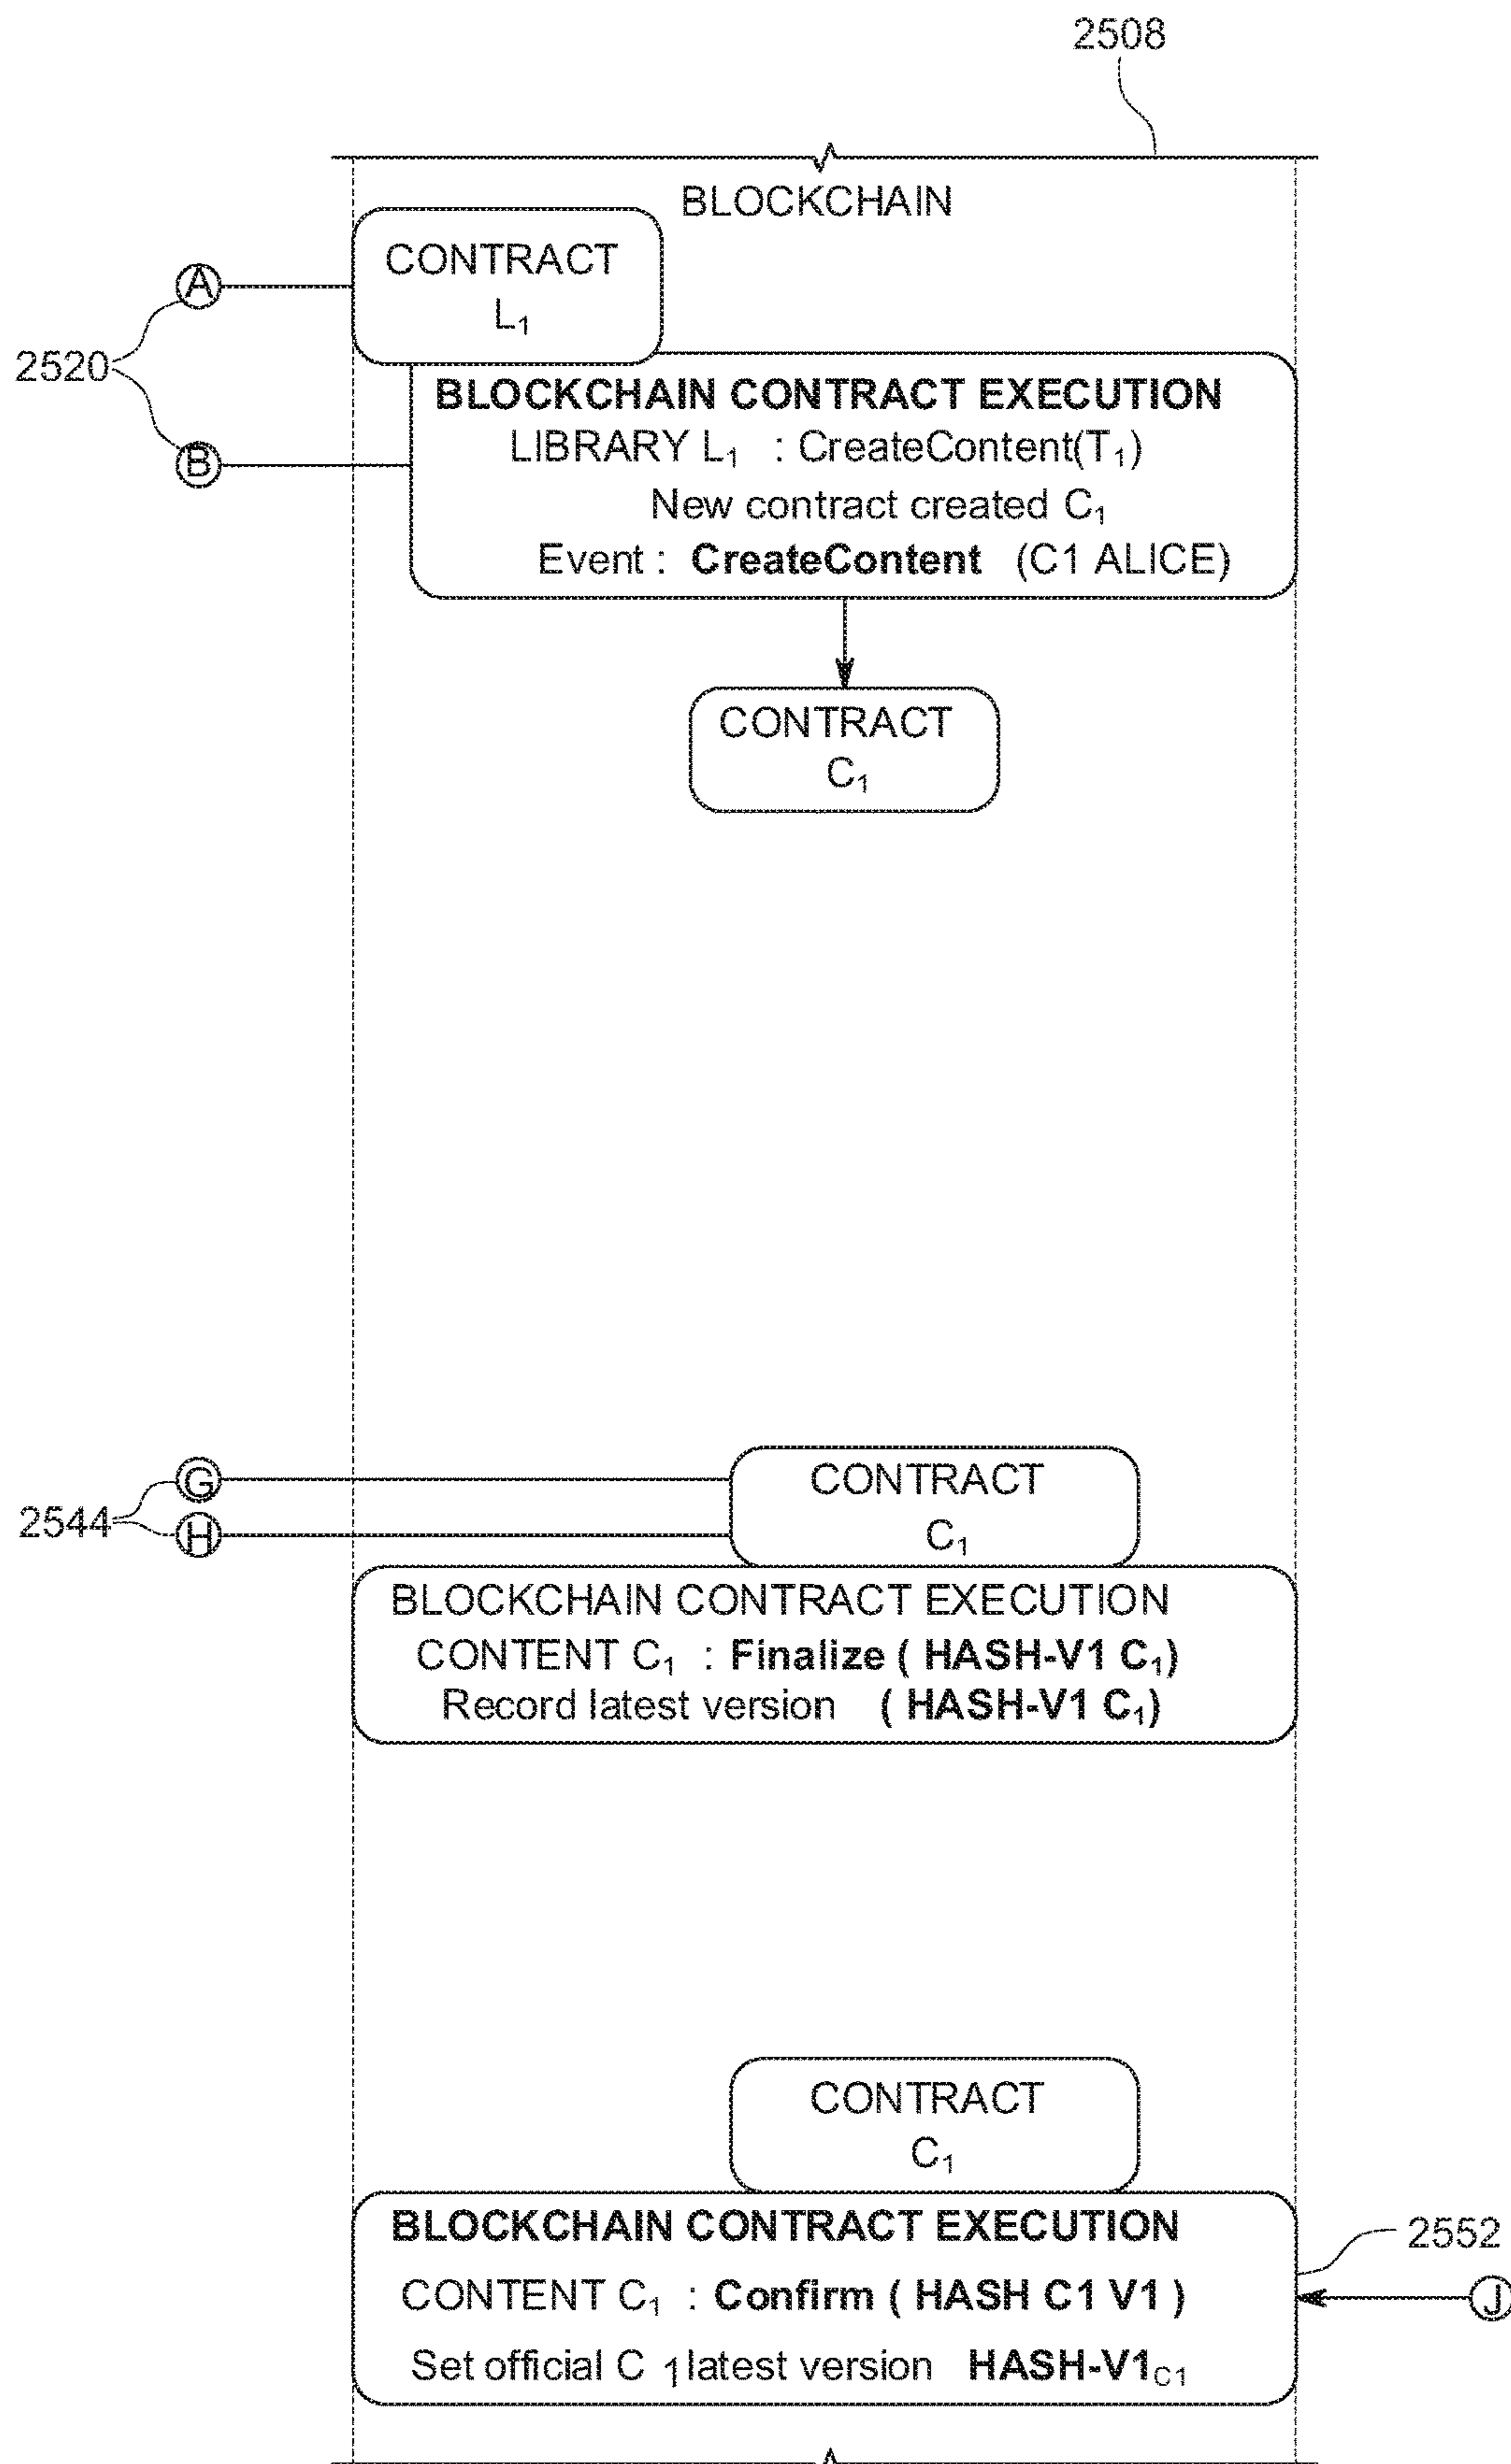 2508
BLOCKCHAIN
CONTRACT
L₁
A
2520
B
BLOCKCHAIN CONTRACT EXECUTION
LIBRARY L₁ : CreateContent(T₁)
New contract created C₁
Event : CreateContent (C1 ALICE)
CONTRACT
C₁
G
2544
H
CONTRACT
C₁
BLOCKCHAIN CONTRACT EXECUTION
CONTENT C₁ : Finalize ( HASH-V1 C₁)
Record latest version ( HASH-V1 C₁)
CONTRACT
C₁
BLOCKCHAIN CONTRACT EXECUTION
CONTENT C₁ : Confirm ( HASH C1 V1 )
Set official C ₁ latest version HASH-V1C1
2552
J